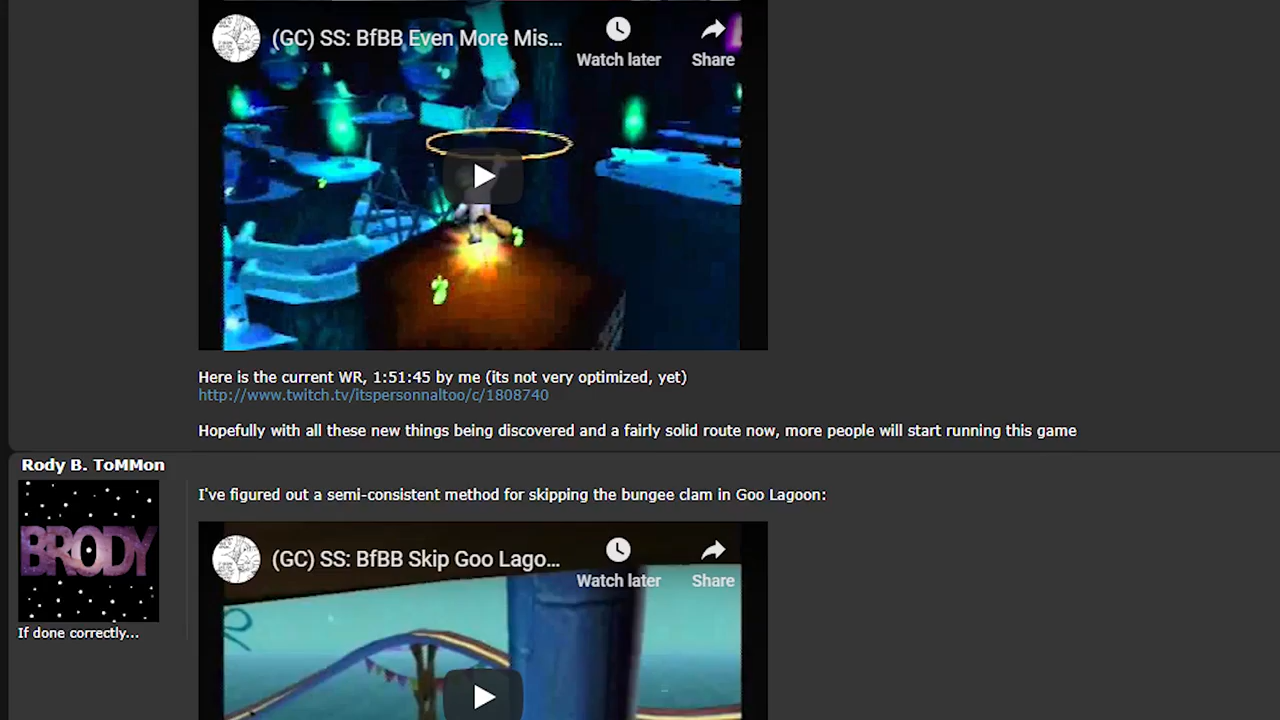 (GC) SS: BfBB Even More Mis...
Watch later
Share
Here is the current WR, 1:51:45 by me (its not very optimized, yet)
http://www.twitch.tv/itspersonnaltoo/c/1808740
Hopefully with all these new things being discovered and a fairly solid route now, more people will start running this game
Rody B. ToMMon
BRODY
If done correctly...
I've figured out a semi-consistent method for skipping the bungee clam in Goo Lagoon:
(GC) SS: BfBB Skip Goo Lago...
Watch later
Share